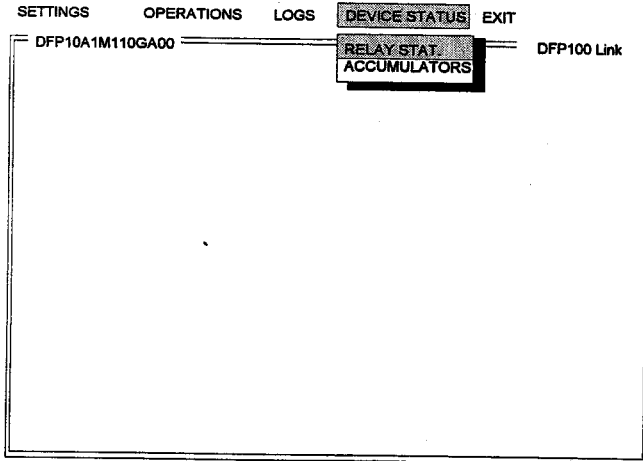 SETTINGS OPERATIONS LOGS DEVICE STATUS EXIT
DFP10A1M110GA00 RELAY STAT. DFP100 Link
ACCUMULATORS